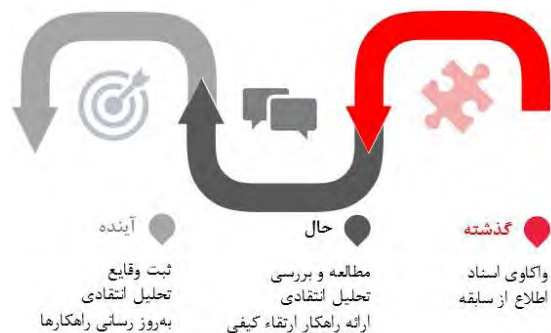 گذشته
واکاوی اسناد
اطلاع از سابقه
حال
مطالعه و بررسی
تحلیل انتقادی
ارائه راهکار ارتقاء کیفی
آینده
ثبت وقایع
تحلیل انتقادی
به‌روز رسانی راهکارها